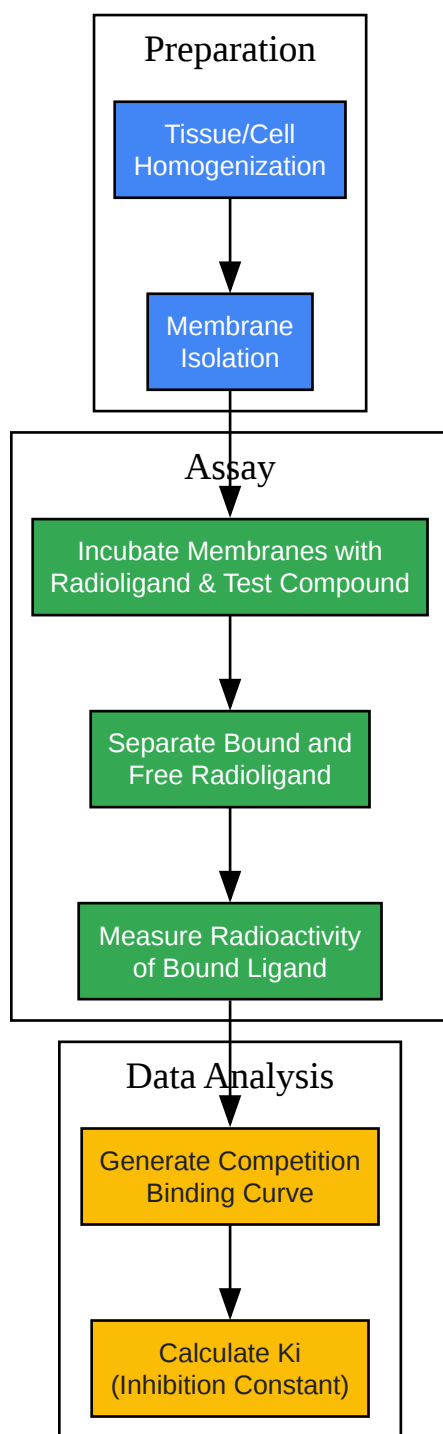 Preparation
Tissue/Cell
Homogenization
Membrane
Isolation
Assay
Incubate Membranes with
Radioligand & Test Compound
Separate Bound and
Free Radioligand
Measure Radioactivity
of Bound Ligand
Data Analysis
Generate Competition
Binding Curve
Calculate Ki
(Inhibition Constant)